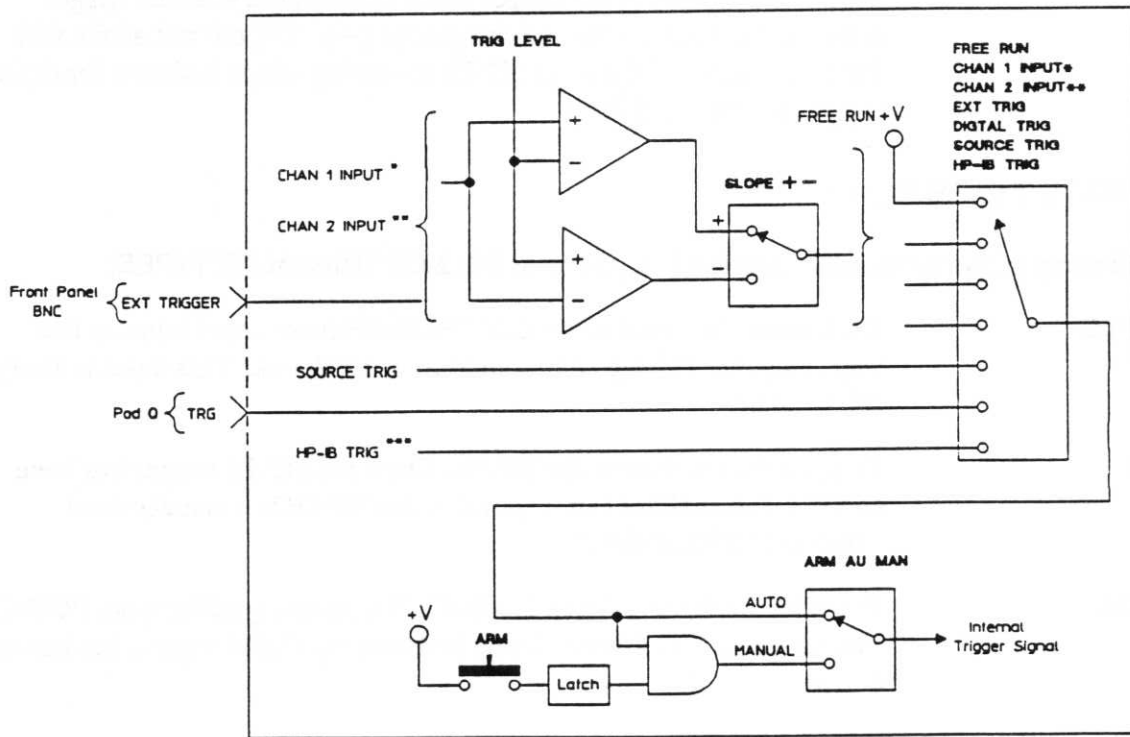 TRIG LEVEL
FREE RUN
CHAN 1 INPUT*
CHAN 2 INPUT**
EXT TRIG
DIGITAL TRIG
SOURCE TRIG
HP-IB TRIG
FREE RUN +V
+
-
CHAN 1 INPUT *
SLOPE + -
CHAN 2 INPUT **
+
-
+
-
Front Panel
BNC
EXT TRIGGER
SOURCE TRIG
Pod Q
TRG
HP-IB TRIG ***
ARM AU MAN
+V
AUTO
ARM
Internal
Trigger Signal
MANUAL
Latch